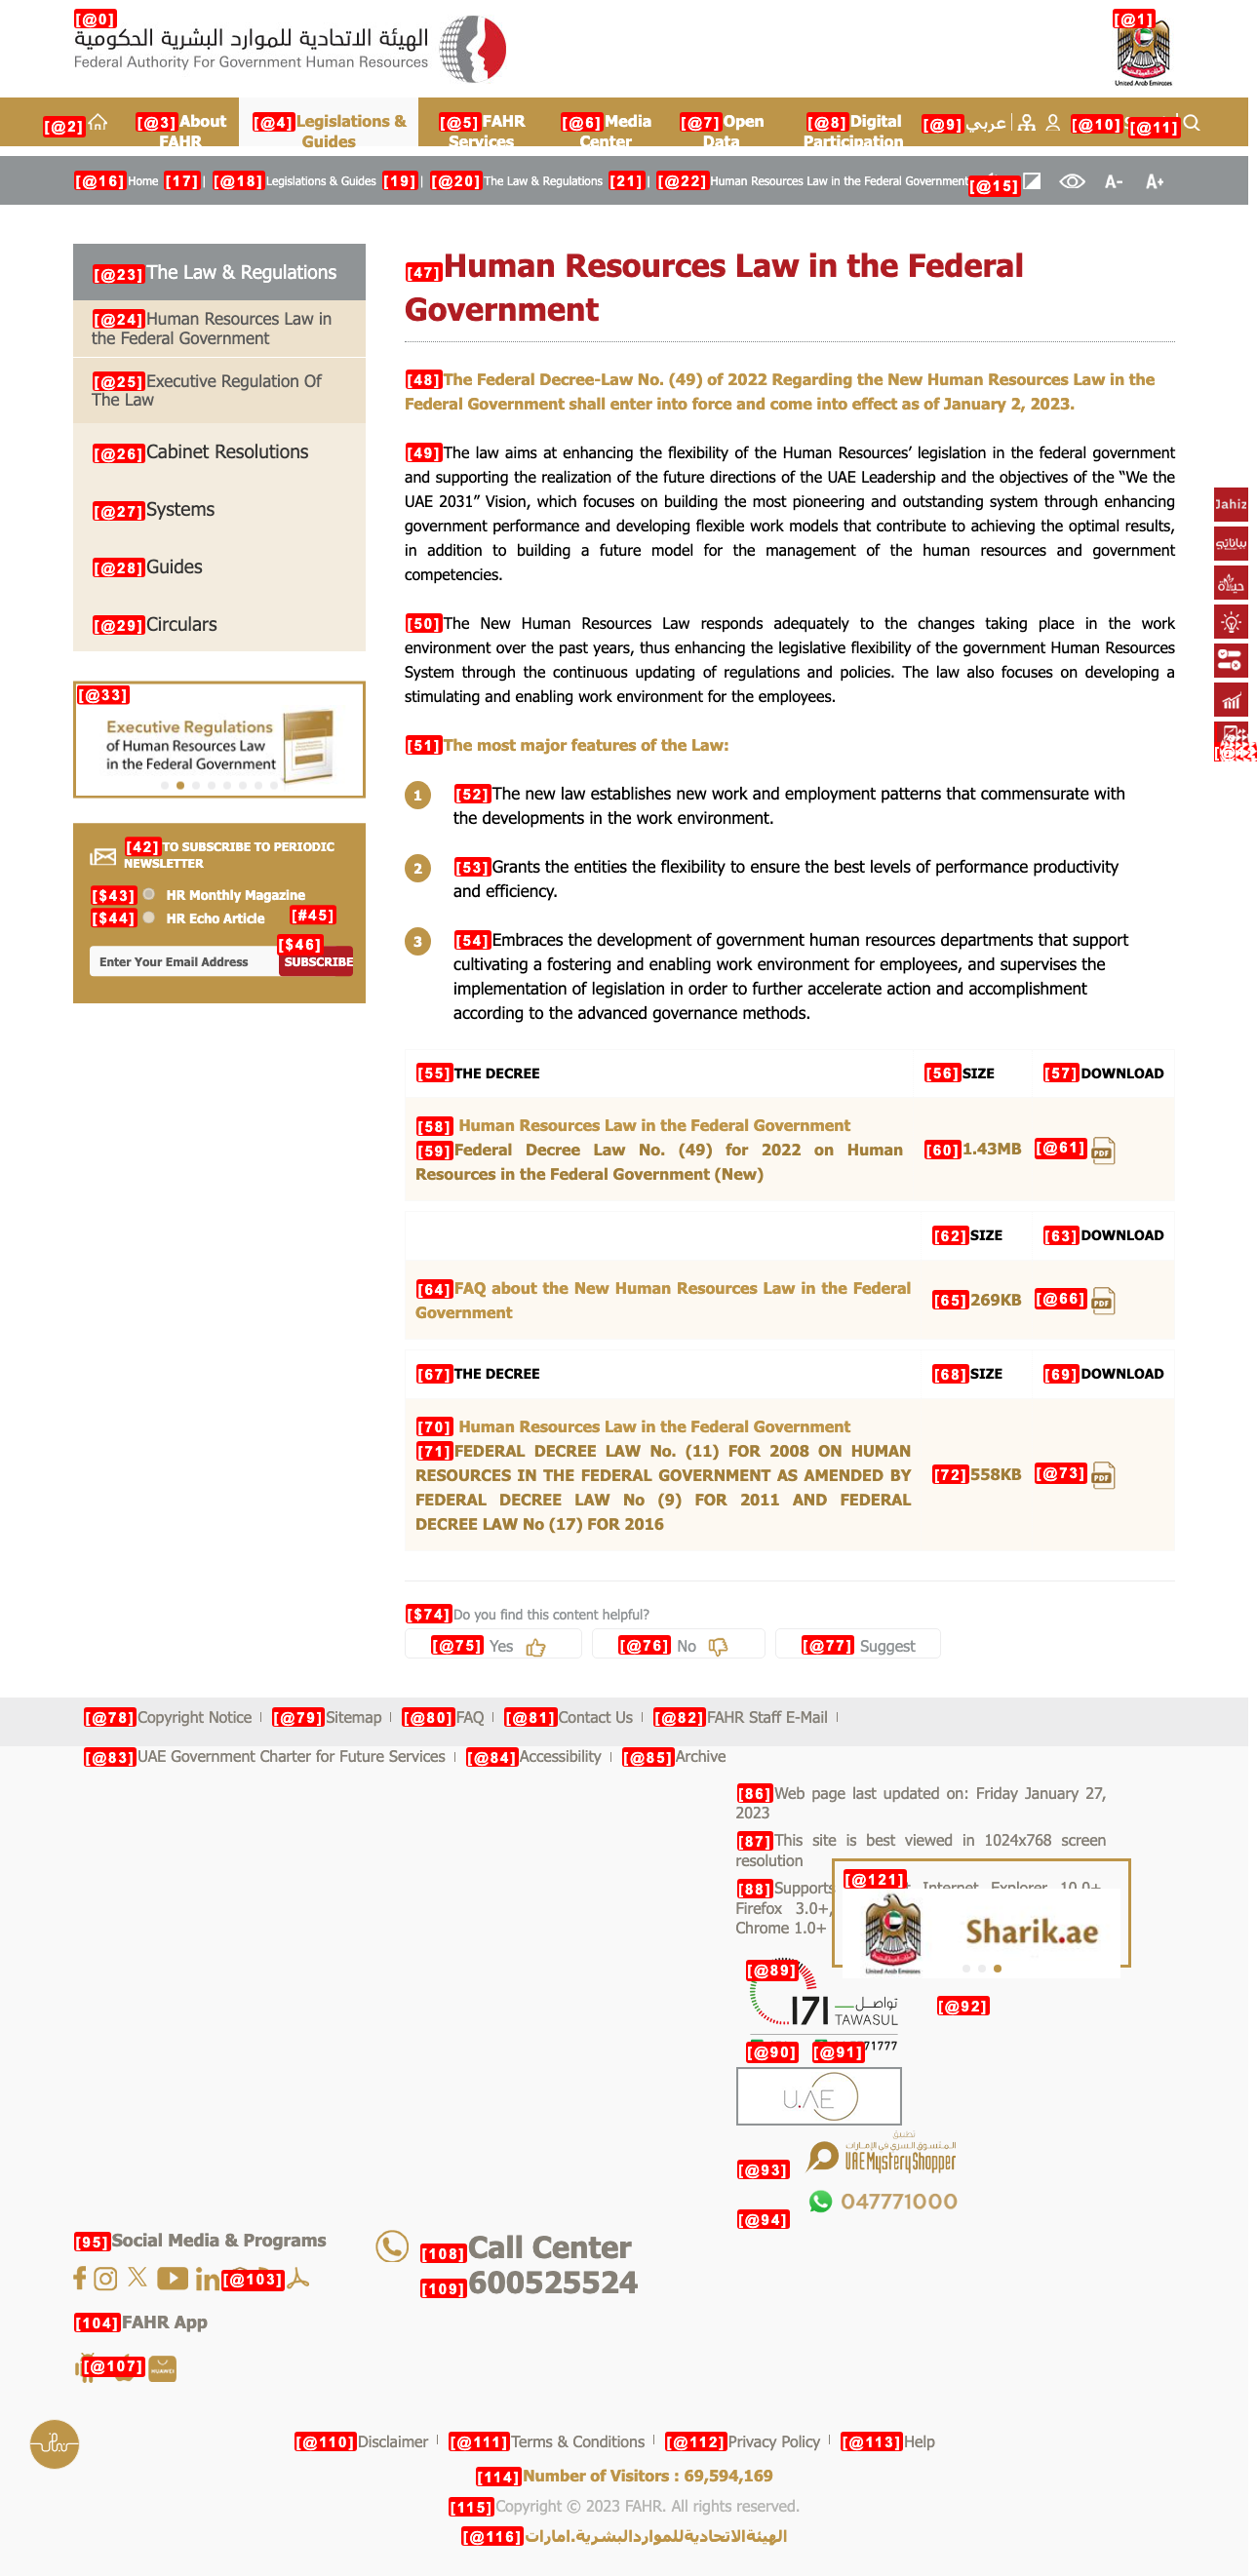 [@0]
الهيئة الاتحادية للموارد البشرية الحكومية
Federal Authority For Government Human Resources
[@1]
United Arab Emirates
[@2]
[@3]About FAHR
[@4]Legislations & Guides
[@5]FAHR Services
[@6]Media Center
[@7]Open Data
[@8]Digital Participation
[@9]عربي
[@10]
[@11]
[@16]Home [17]| [@18]Legislations & Guides [19]| [@20]The Law & Regulations [21]| [@22]Human Resources Law in the Federal Government
[@15]
A-
A+
[@23]The Law & Regulations
[@24]Human Resources Law in
the Federal Government
[@25]Executive Regulation Of
The Law
[@26]Cabinet Resolutions
[@27]Systems
[@28]Guides
[@29]Circulars
[@33]
Executive Regulations
of Human Resources Law
in the Federal Government
[42]TO SUBSCRIBE TO PERIODIC
NEWSLETTER
[$43] HR Monthly Magazine
[$44] HR Echo Article [#45]
[$46]
Enter Your Email Address SUBSCRIBE
[47]Human Resources Law in the Federal
Government
[48]The Federal Decree-Law No. (49) of 2022 Regarding the New Human Resources Law in the
Federal Government shall enter into force and come into effect as of January 2, 2023.
[49]The law aims at enhancing the flexibility of the Human Resources’ legislation in the federal government
and supporting the realization of the future directions of the UAE Leadership and the objectives of the “We the
UAE 2031” Vision, which focuses on building the most pioneering and outstanding system through enhancing
government performance and developing flexible work models that contribute to achieving the optimal results,
in addition to building a future model for the management of the human resources and government
competencies.
[50]The New Human Resources Law responds adequately to the changes taking place in the work
environment over the past years, thus enhancing the legislative flexibility of the government Human Resources
System through the continuous updating of regulations and policies. The law also focuses on developing a
stimulating and enabling work environment for the employees.
[51]The most major features of the Law:
1 [52]The new law establishes new work and employment patterns that commensurate with
the developments in the work environment.
2 [53]Grants the entities the flexibility to ensure the best levels of performance productivity
and efficiency.
3 [54]Embraces the development of government human resources departments that support
cultivating a fostering and enabling work environment for employees, and supervises the
implementation of legislation in order to further accelerate action and accomplishment
according to the advanced governance methods.
[55]THE DECREE [56]SIZE [57]DOWNLOAD
[58] Human Resources Law in the Federal Government
[59]Federal Decree Law No. (49) for 2022 on Human
Resources in the Federal Government (New)
[60]1.43MB [@61] PDF
[62]SIZE [63]DOWNLOAD
[64]FAQ about the New Human Resources Law in the Federal
Government
[65]269KB [@66] PDF
[67]THE DECREE [68]SIZE [69]DOWNLOAD
[70] Human Resources Law in the Federal Government
[71]FEDERAL DECREE LAW No. (11) FOR 2008 ON HUMAN
RESOURCES IN THE FEDERAL GOVERNMENT AS AMENDED BY
FEDERAL DECREE LAW No (9) FOR 2011 AND FEDERAL
DECREE LAW No (17) FOR 2016
[72]558KB [@73] PDF
Jahiz
بياناتي
حياة
[$74]Do you find this content helpful?
[@75] Yes [@76] No [@77] Suggest
[@78]Copyright Notice [@79]Sitemap [@80]FAQ [@81]Contact Us [@82]FAHR Staff E-Mail
[@83]UAE Government Charter for Future Services [@84]Accessibility [@85]Archive
[86]Web page last updated on: Friday January 27,
2023
[87]This site is best viewed in 1024x768 screen
resolution
[88]Supports Internet Explorer 10.0+,
Firefox 3.0+,
Chrome 1.0+
[@121]
United Arab Emirates
Sharik.ae
[@89]
171 تواصل
TAWASUL
[@92]
[@90] [@91]71777
U.AE
تطبيق
المتسوق السري في الإمارات
UAE Mystery Shopper
[@93]
047771000
[@94]
[95]Social Media & Programs
[@103]
[104]FAHR App
[@107]
HUAWEI
[108]Call Center
[109]600525524
[@110]Disclaimer [@111]Terms & Conditions [@112]Privacy Policy [@113]Help
[114]Number of Visitors : 69,594,169
[115]Copyright © 2023 FAHR. All rights reserved.
[@116]الهيئةالاتحاديةللمواردالبشرية.امارات